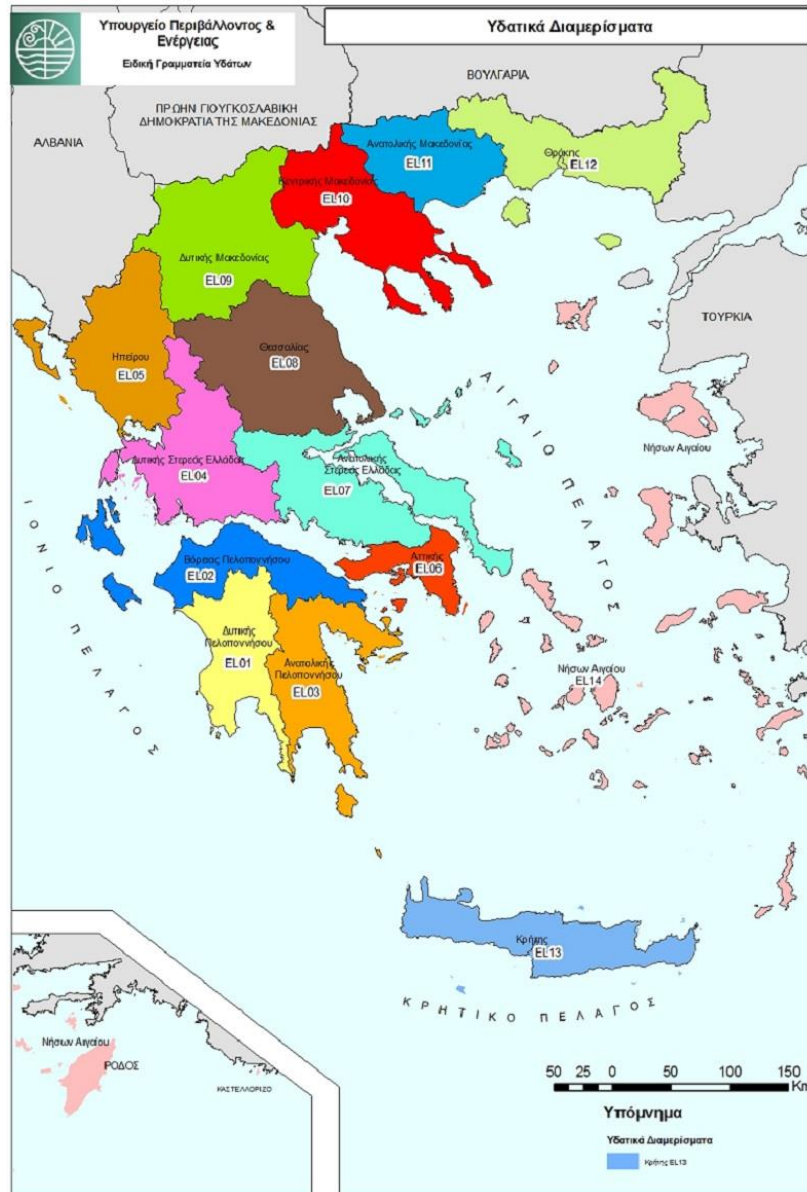 Υπουργείο Περιβάλλοντος &
Ενέργειας
Ειδική Γραμματεία Υδάτων
Υδατικά Διαμερίσματα
ΒΟΥΛΓΑΡΙΑ
ΠΡΩΗΝ ΓΙΟΥΓΚΟΣΛΑΒΙΚΗ
ΔΗΜΟΚΡΑΤΙΑ ΤΗΣ ΜΑΚΕΔΟΝΙΑΣ
ΑΛΒΑΝΙΑ
Ανατολικής Μακεδονίας
EL11
Θράκης
EL12
Κεντρικής Μακεδονίας
EL10
Δυτικής Μακεδονίας
EL09
ΤΟΥΡΚΙΑ
Ηπείρου
EL05
Θεσσαλίας
EL08
ΑΙΓΑΙΟ ΠΕΛΑΓΟΣ
Νήσων Αιγαίου
Δυτικής Στερεάς Ελλάδας
EL04
Ανατολικής
Στερεάς Ελλάδας
EL07
ΙΟΝΙΟ ΠΕΛΑΓΟΣ
Βόρειας Πελοποννήσου
EL02
Αττικής
EL06
Δυτικής
Πελοποννήσου
EL01
Ανατολικής
Πελοποννήσου
EL03
Νήσων Αιγαίου
EL14
Κρήτης
EL13
ΚΡΗΤΙΚΟ ΠΕΛΑΓΟΣ
Νήσων Αιγαίου
ΡΟΔΟΣ
ΚΑΣΤΕΛΛΟΡΙΖΟ
50 25 0 50 100 150
Km
Υπόμνημα
Υδατικά Διαμερίσματα
Κρήτης EL13